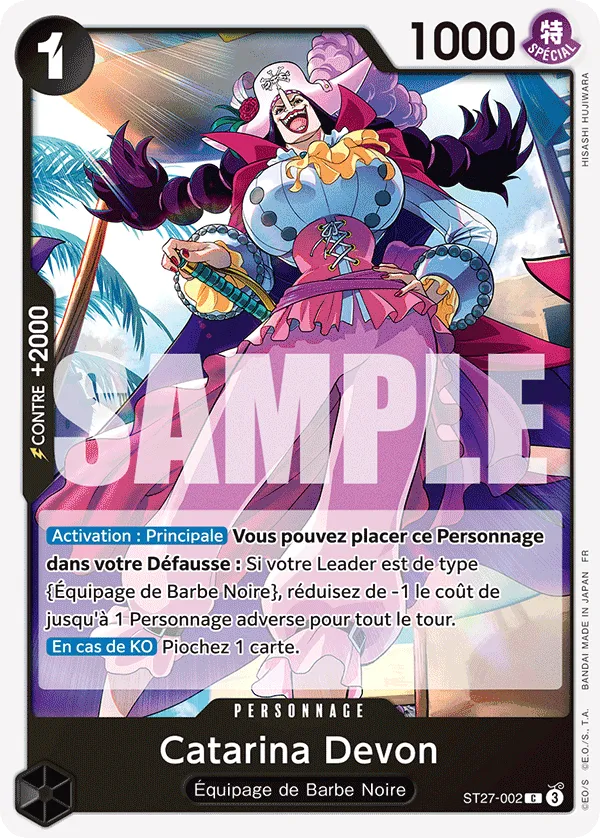 1
1000
特
SPÉCIAL
HISASHI HUJIWARA
CONTRE +2000
SAMPLE
Activation : Principale Vous pouvez placer ce Personnage
dans votre Défausse : Si votre Leader est de type
{Équipage de Barbe Noire}, réduisez de -1 le coût de
jusqu'à 1 Personnage adverse pour tout le tour.
En cas de KO Piochez 1 carte.
PERSONNAGE
Catarina Devon
Équipage de Barbe Noire
ST27-002 C 3
©EO/S ©E.O./S., T.A. BANDAI MADE IN JAPAN FR